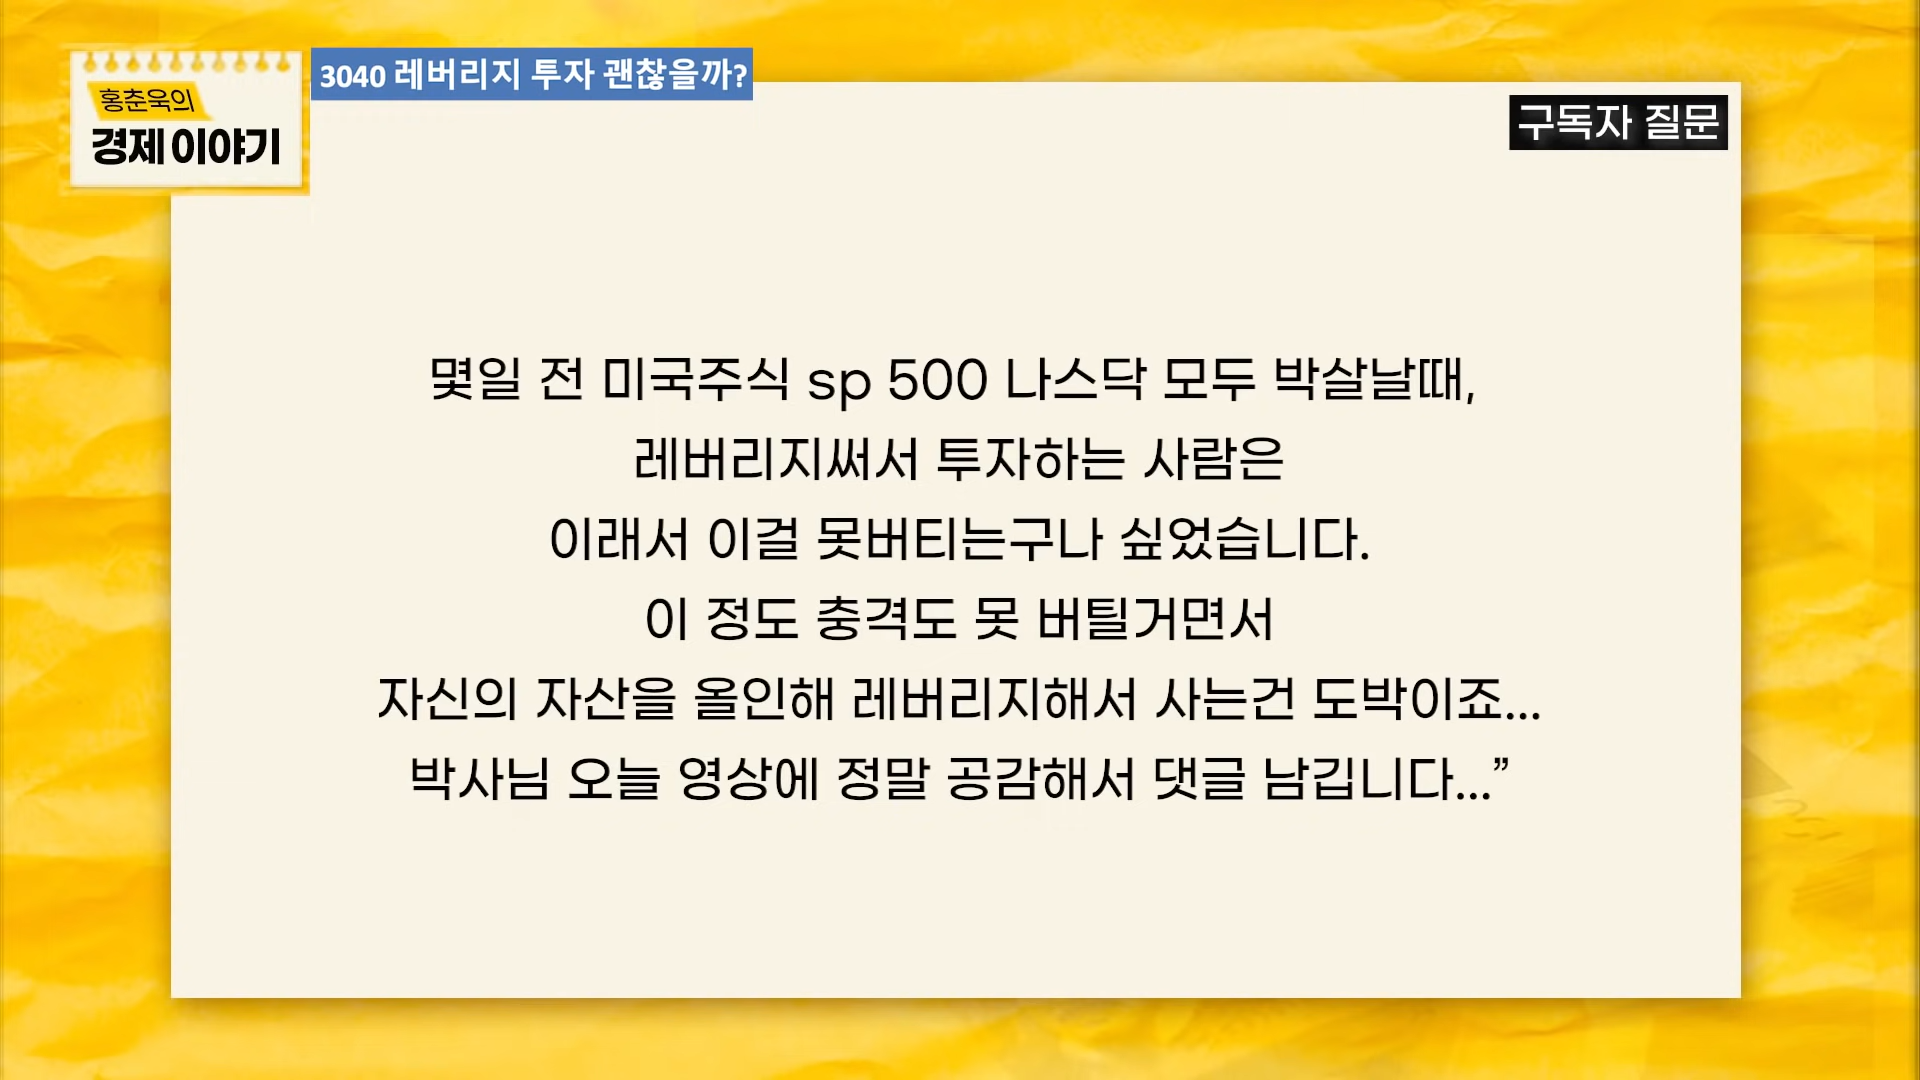 3040 레버리지 투자 괜찮을까?
홍춘욱의
경제 이야기
구독자 질문
몇일 전 미국주식 sp 500 나스닥 모두 박살날때,
레버리지써서 투자하는 사람은
이래서 이걸 못버티는구나 싶었습니다.
이 정도 충격도 못 버틸거면서
자신의 자산을 올인해 레버리지해서 사는건 도박이죠...
박사님 오늘 영상에 정말 공감해서 댓글 남깁니다...”